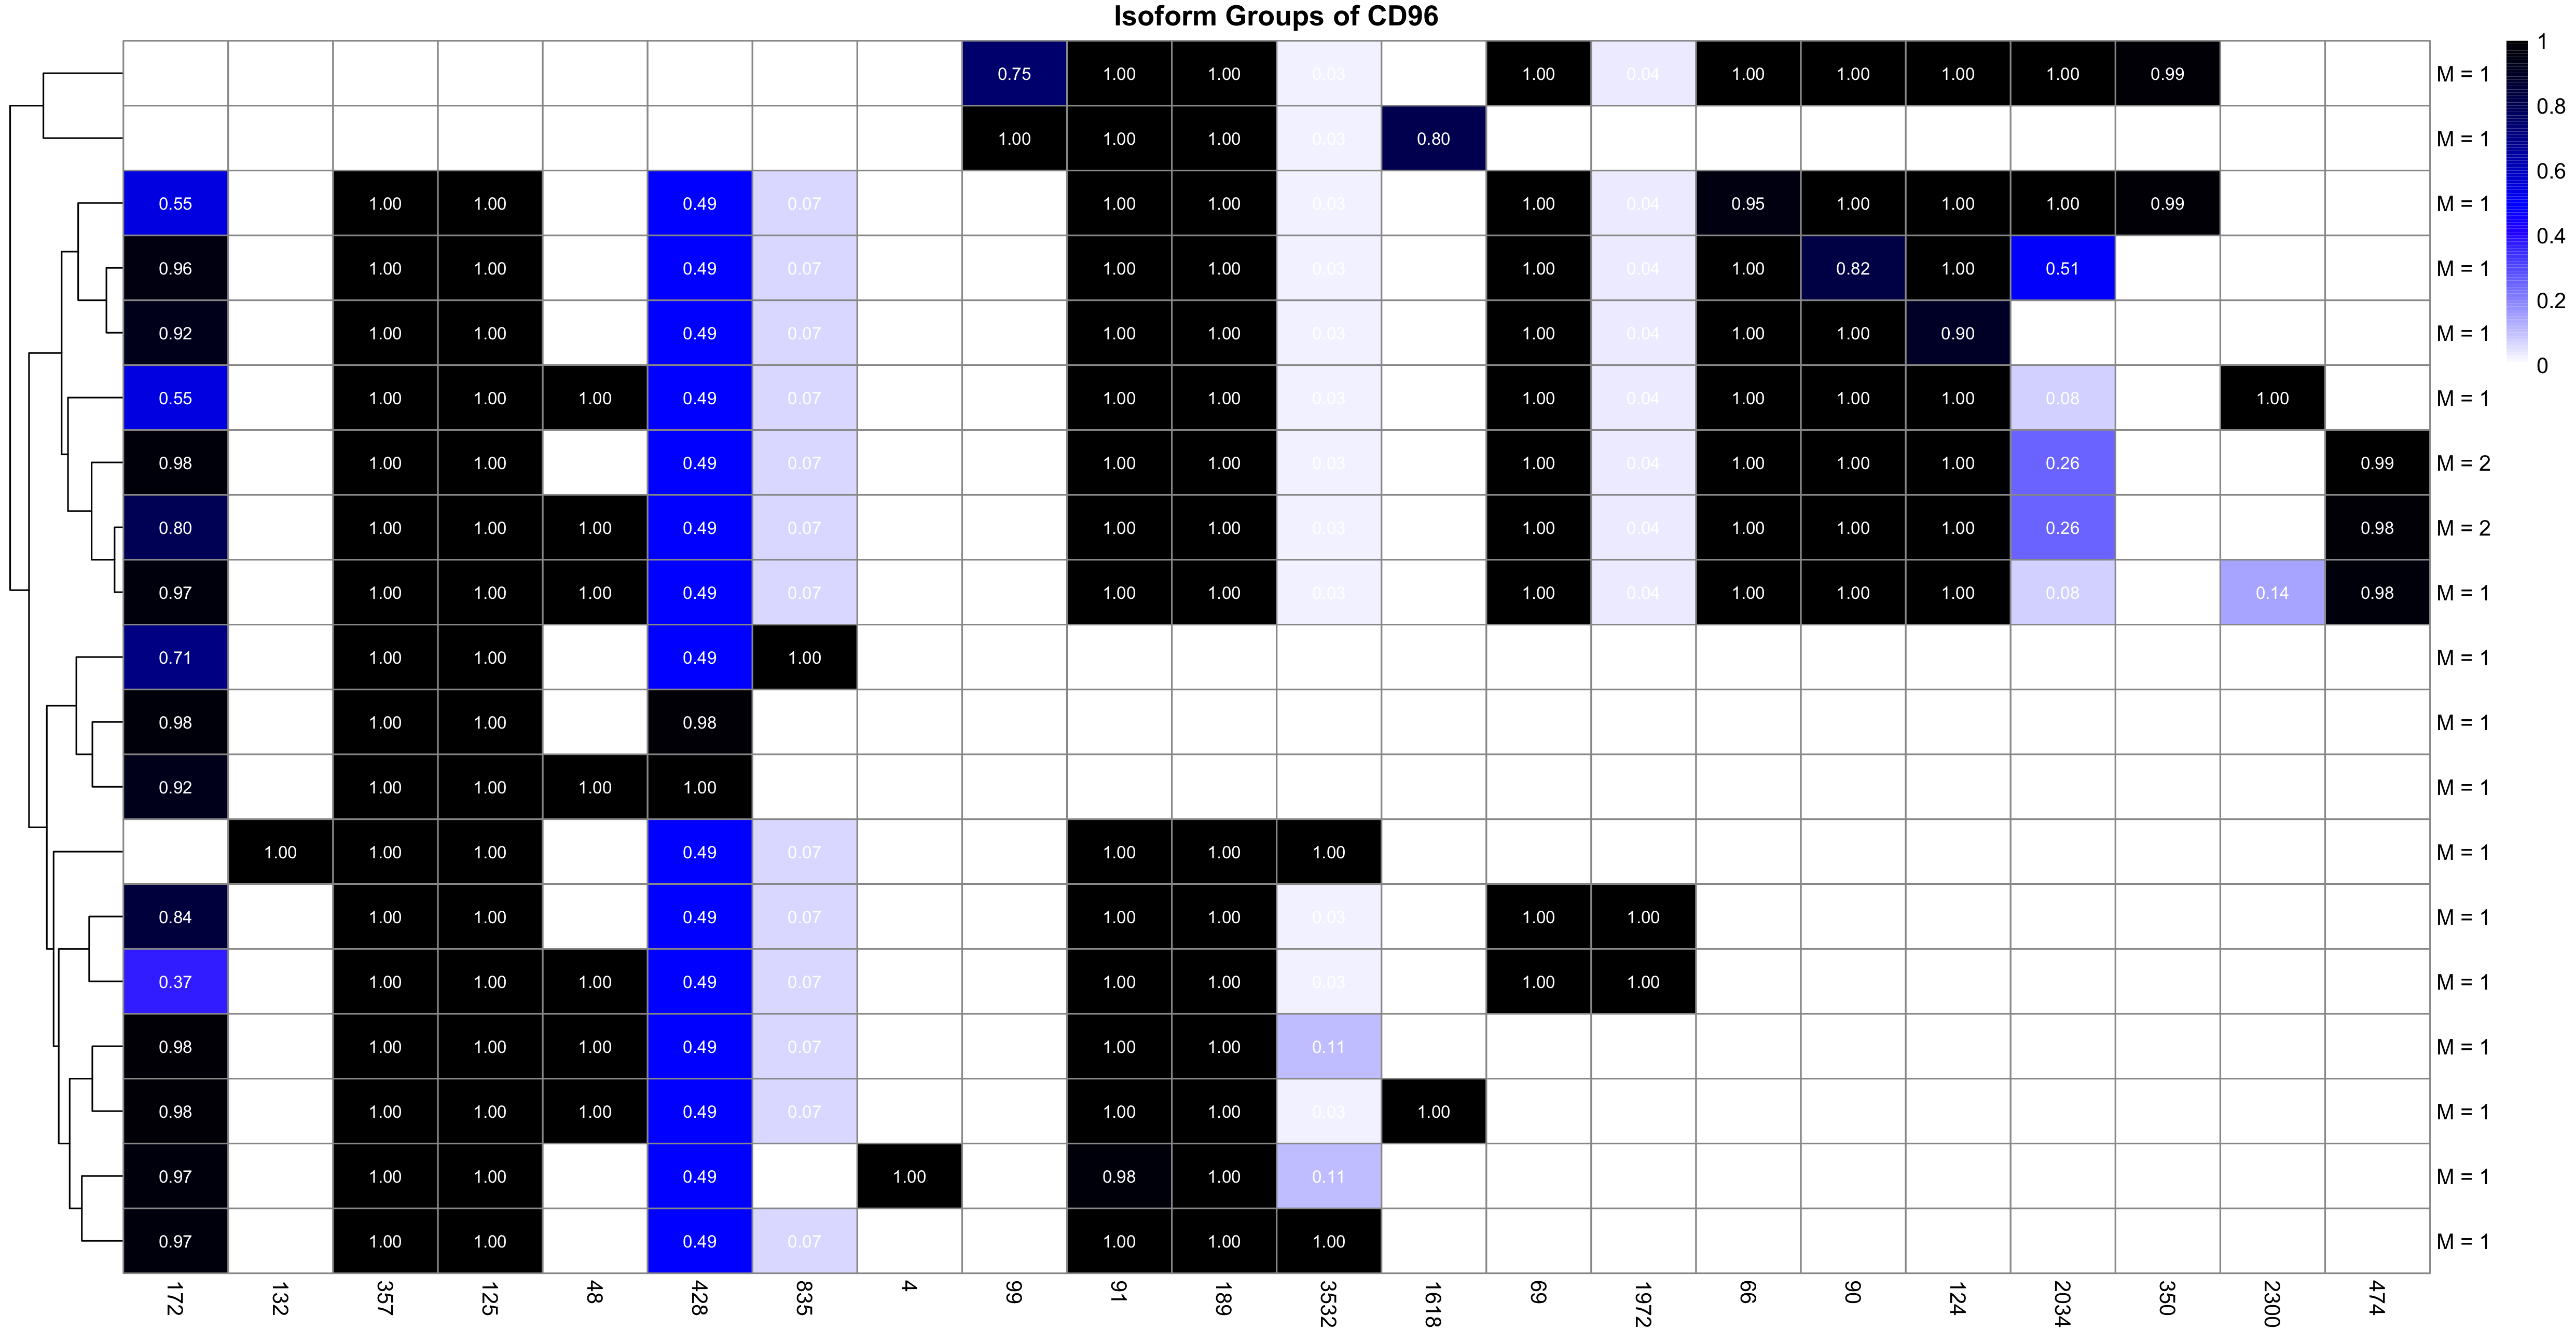 Isoform Groups of CD96
0.75 1.00 1.00 0.03 1.00 0.04 1.00 1.00 1.00 1.00 0.99 M = 1
1.00 1.00 1.00 0.03 0.80 M = 1
0.55 1.00 1.00 0.49 0.07 1.00 1.00 0.03 1.00 0.04 0.95 1.00 1.00 1.00 0.99 M = 1
0.96 1.00 1.00 0.49 0.07 1.00 1.00 0.03 1.00 0.04 1.00 0.82 1.00 0.51 M = 1
0.92 1.00 1.00 0.49 0.07 1.00 1.00 0.03 1.00 0.04 1.00 1.00 0.90 M = 1
0.55 1.00 1.00 1.00 0.49 0.07 1.00 1.00 0.03 1.00 0.04 1.00 1.00 1.00 0.08 1.00 M = 1
0.98 1.00 1.00 0.49 0.07 1.00 1.00 0.03 1.00 0.04 1.00 1.00 1.00 0.26 0.99 M = 2
0.80 1.00 1.00 1.00 0.49 0.07 1.00 1.00 0.03 1.00 0.04 1.00 1.00 1.00 0.26 0.98 M = 2
0.97 1.00 1.00 1.00 0.49 0.07 1.00 1.00 0.03 1.00 0.04 1.00 1.00 1.00 0.08 0.14 0.98 M = 1
0.71 1.00 1.00 0.49 1.00 M = 1
0.98 1.00 1.00 0.98 M = 1
0.92 1.00 1.00 1.00 1.00 M = 1
1.00 1.00 1.00 0.49 0.07 1.00 1.00 1.00 M = 1
0.84 1.00 1.00 0.49 0.07 1.00 1.00 0.03 1.00 1.00 M = 1
0.37 1.00 1.00 1.00 0.49 0.07 1.00 1.00 0.03 1.00 1.00 M = 1
0.98 1.00 1.00 1.00 0.49 0.07 1.00 1.00 0.11 M = 1
0.98 1.00 1.00 1.00 0.49 0.07 1.00 1.00 0.03 1.00 M = 1
0.97 1.00 1.00 0.49 1.00 0.98 1.00 0.11 M = 1
0.97 1.00 1.00 0.49 0.07 1.00 1.00 1.00 M = 1
172 132 357 125 48 428 835 4 99 91 189 3532 1618 69 1972 66 90 124 2034 350 2300 474
1
0.8
0.6
0.4
0.2
0